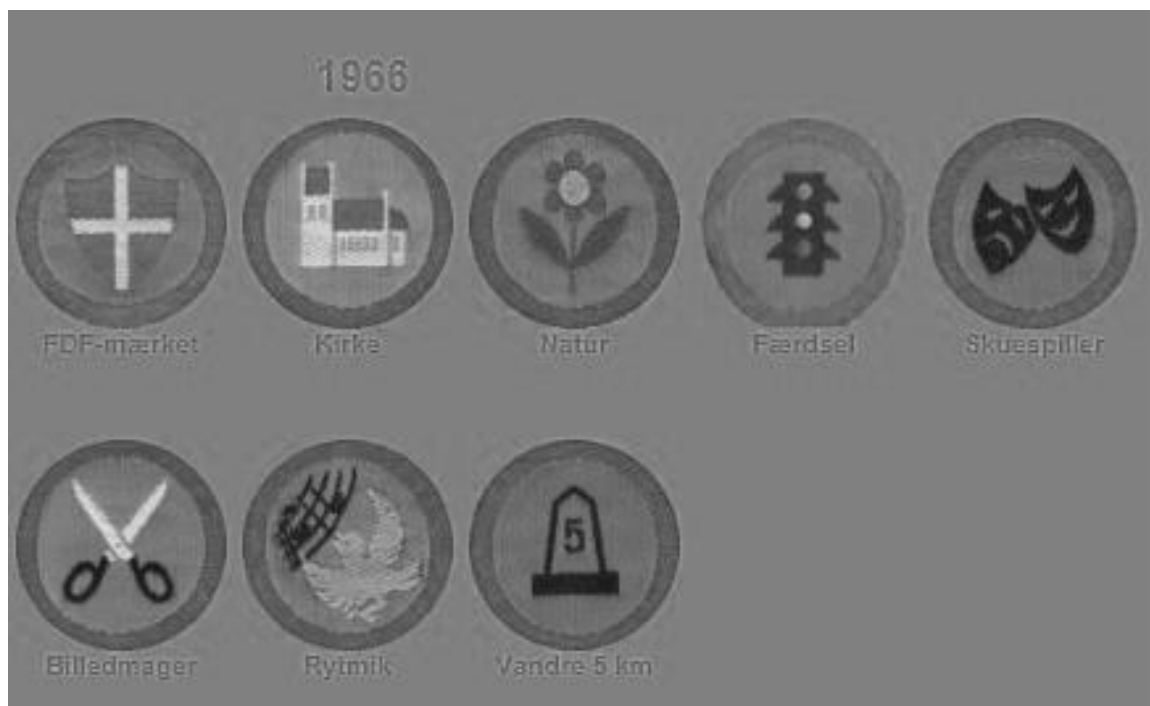 1966
FDF-mærket
Kirke
Natur
Færdsel
Skuespiller
5
Billedmager
Rytmik
Vandre 5 km